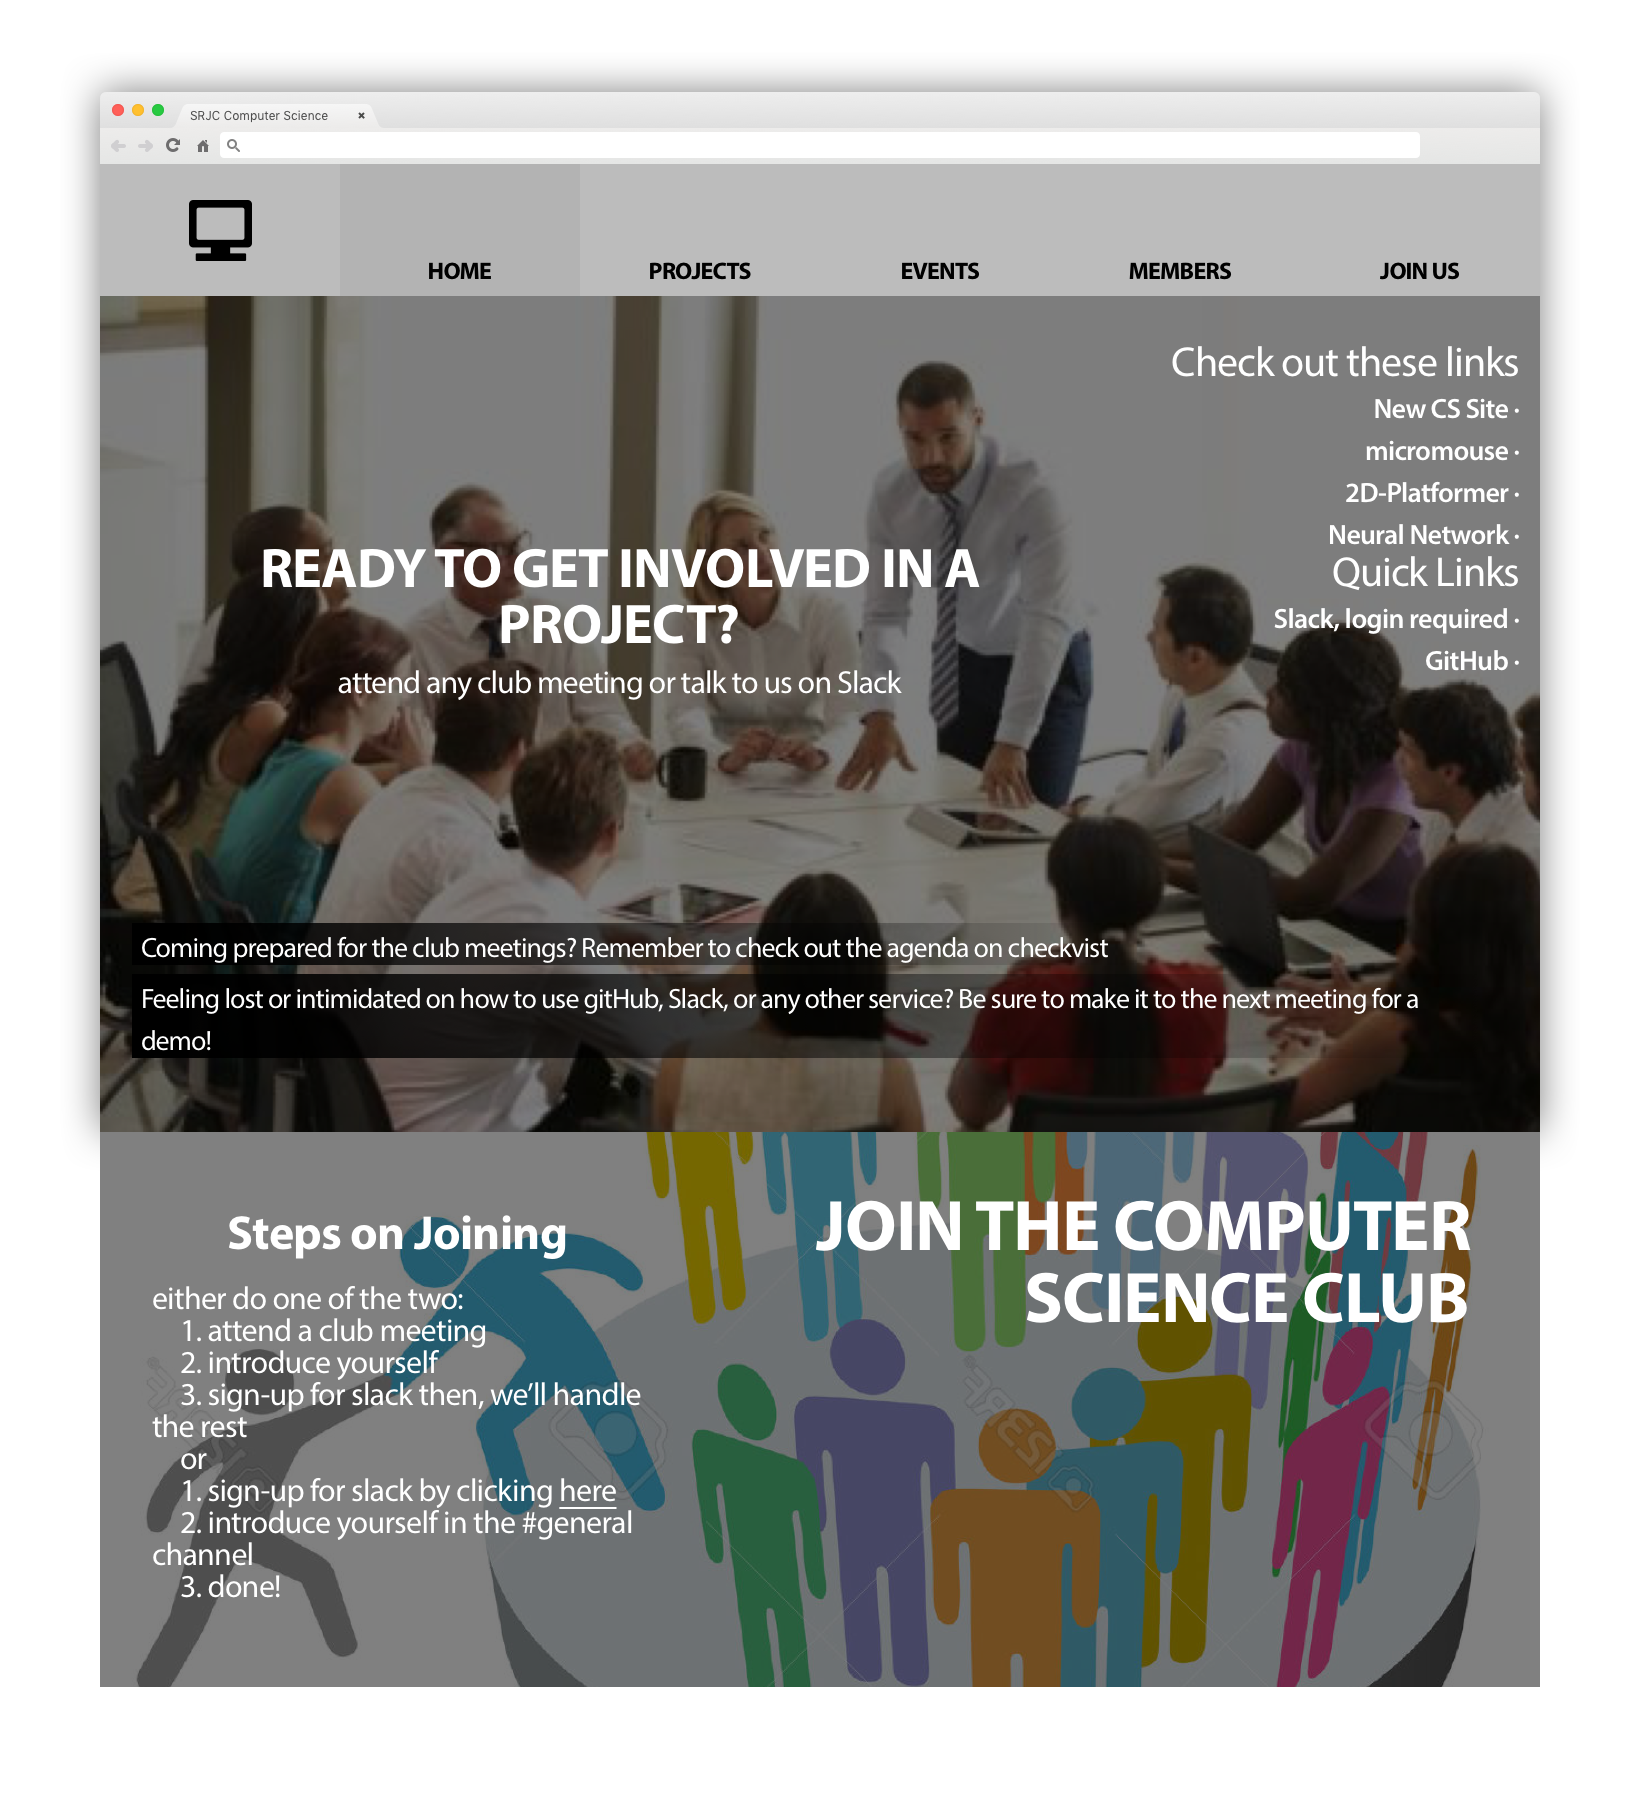 SRJC Computer Science
HOME
PROJECTS
EVENTS
MEMBERS
JOIN US
Check out these links
New CS Site ·
micromouse ·
2D-Platformer ·
Neural Network ·
Quick Links
Slack, login required ·
GitHub ·
READY TO GET INVOLVED IN A
PROJECT?
attend any club meeting or talk to us on Slack
Coming prepared for the club meetings? Remember to check out the agenda on checkvist
Feeling lost or intimidated on how to use gitHub, Slack, or any other service? Be sure to make it to the next meeting for a
demo!
Steps on Joining
either do one of the two:
1. attend a club meeting
2. introduce yourself
3. sign-up for slack then, we’ll handle
the rest
or
1. sign-up for slack by clicking here
2. introduce yourself in the #general
channel
3. done!
JOIN THE COMPUTER
SCIENCE CLUB